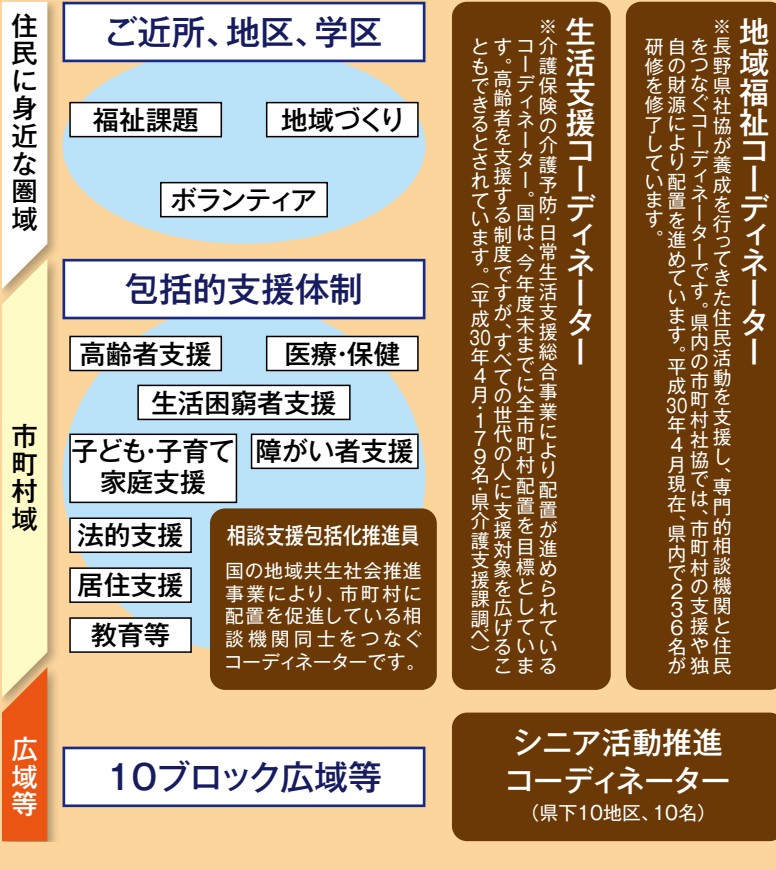 住民に身近な圏域
ご近所、地区、学区
福祉課題
地域づくり
ボランティア
市町村域
包括的支援体制
高齢者支援
医療・保健
生活困窮者支援
子ども・子育て
家庭支援
障がい者支援
法的支援
居住支援
教育等
相談支援包括化推進員
国の地域共生社会推進
事業により、市町村に
配置を促進している相
談機関同士をつなぐ
コーディネーターです。
広域等
10ブロック広域等
地域福祉コーディネーター
※長野県社協が養成を行ってきた住民活動を支援し、専門的相談機関と住民
をつなぐコーディネーターです。県内の市町村社協では、市町村の支援や独
自の財源により配置を進めています。平成30年4月現在、県内で236名が
研修を修了しています。
生活支援コーディネーター
※介護保険の介護予防・日常生活支援総合事業により配置が進められている
コーディネーター。国は、今年度末までに全市町村配置を目標としていま
す。高齢者を支援する制度ですが、すべての世代の人に支援対象を広げるこ
ともできるとされています。（平成30年4月・179名・県介護支援課調べ）
シニア活動推進
コーディネーター
（県下10地区、10名）